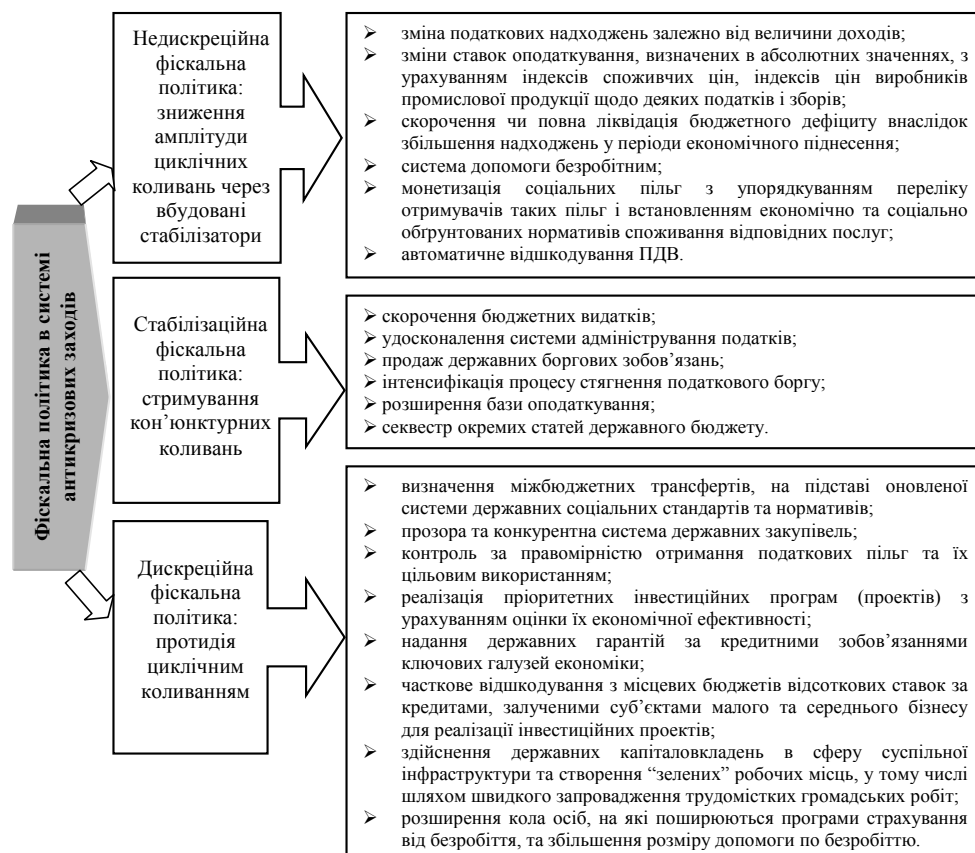 Фіскальна політика в системі
антикризових заходів
Недискреційна
фіскальна
політика:
зниження
амплітуди
циклічних
коливань через
вбудовані
стабілізатори
➢ зміна податкових надходжень залежно від величини доходів;
➢ зміни ставок оподаткування, визначених в абсолютних значеннях, з
урахуванням індексів споживчих цін, індексів цін виробників
промислової продукції щодо деяких податків і зборів;
➢ скорочення чи повна ліквідація бюджетного дефіциту внаслідок
збільшення надходжень у періоди економічного піднесення;
➢ система допомоги безробітним;
➢ монетизація соціальних пільг з упорядкуванням переліку
отримувачів таких пільг і встановленням економічно та соціально
обґрунтованих нормативів споживання відповідних послуг;
➢ автоматичне відшкодування ПДВ.
Стабілізаційна
фіскальна
політика:
стримування
кон’юнктурних
коливань
➢ скорочення бюджетних видатків;
➢ удосконалення системи адміністрування податків;
➢ продаж державних боргових зобов’язань;
➢ інтенсифікація процесу стягнення податкового боргу;
➢ розширення бази оподаткування;
➢ секвестр окремих статей державного бюджету.
Дискреційна
фіскальна
політика:
протидія
циклічним
коливанням
➢ визначення міжбюджетних трансфертів, на підставі оновленої
системи державних соціальних стандартів та нормативів;
➢ прозора та конкурентна система державних закупівель;
➢ контроль за правомірністю отримання податкових пільг та їх
цільовим використанням;
➢ реалізація пріоритетних інвестиційних програм (проектів) з
урахуванням оцінки їх економічної ефективності;
➢ надання державних гарантій за кредитними зобов’язаннями
ключових галузей економіки;
➢ часткове відшкодування з місцевих бюджетів відсоткових ставок за
кредитами, залученими суб’єктами малого та середнього бізнесу
для реалізації інвестиційних проектів;
➢ здійснення державних капіталовкладень в сферу суспільної
інфраструктури та створення “зелених” робочих місць, у тому числі
шляхом швидкого запровадження трудомістких громадських робіт;
➢ розширення кола осіб, на які поширюються програми страхування
від безробіття, та збільшення розміру допомоги по безробіттю.